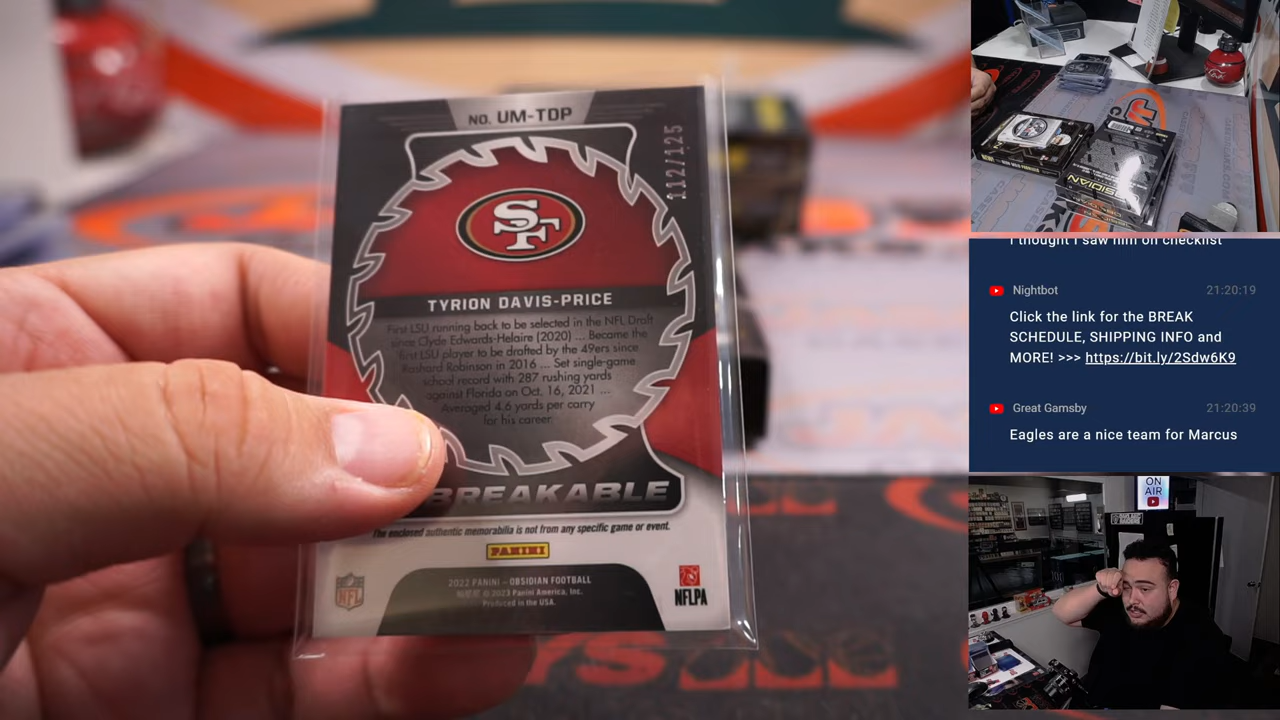 NO. UM-TDP
112/125
SF
TYRION DAVIS-PRICE
First LSU running back to be selected in the NFL Draft
since Clyde Edwards-Helaire (2020) ... Became the
first LSU player to be drafted by the 49ers since
Rashard Robinson in 2016 ... Set single-game
school record with 287 rushing yards
against Florida on Oct. 16, 2021 ...
Averaged 4.6 yards per carry
for his career.
BREAKABLE
The enclosed authentic memorabilia is not from any specific game or event.
PANINI
2022 PANINI – OBSIDIAN FOOTBALL
© 2023 Panini America, Inc.
Produced in the USA.
NFL
NFLPA
I thought I saw him on checklist
Nightbot 21:20:19
Click the link for the BREAK
SCHEDULE, SHIPPING INFO and
MORE! >>> https://bit.ly/2Sdw6K9
Great Gamsby 21:20:39
Eagles are a nice team for Marcus
ON
AIR